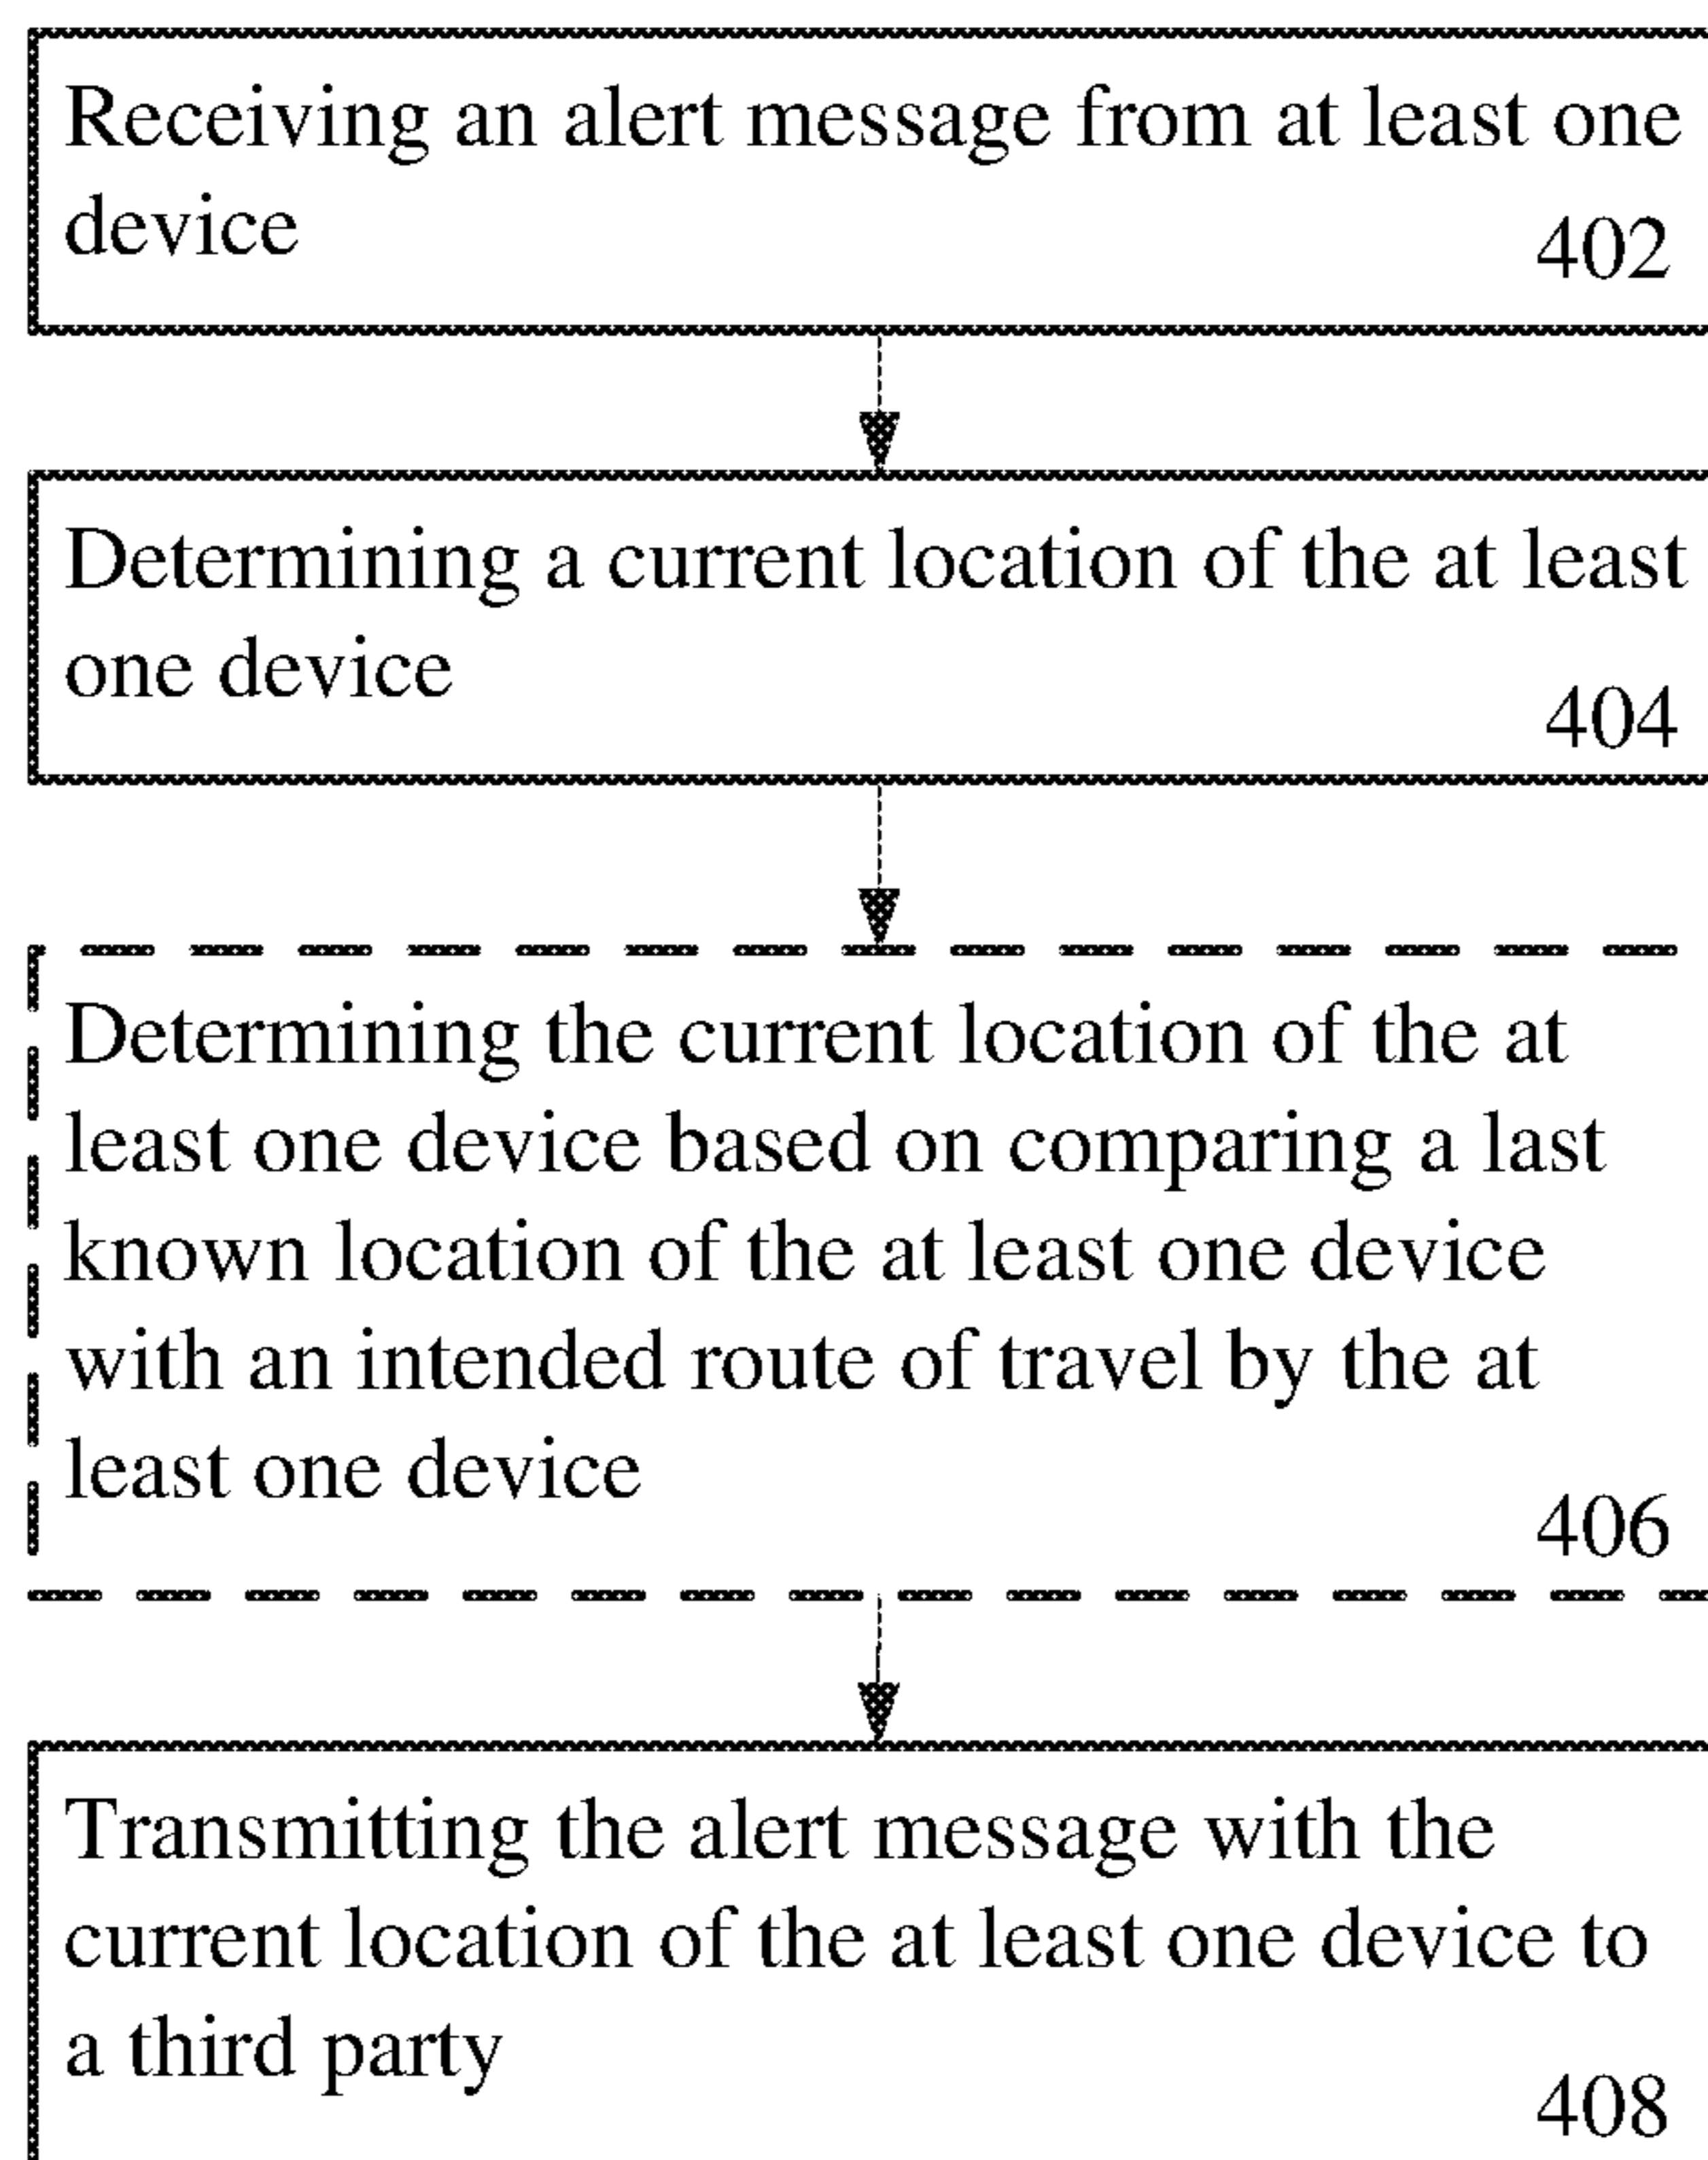 Receiving an alert message from at least one
device
402
Determining a current location of the at least
one device
404
Determining the current location of the at
least one device based on comparing a last
known location of the at least one device
with an intended route of travel by the at
least one device
406
Transmitting the alert message with the
current location of the at least one device to
a third party
408